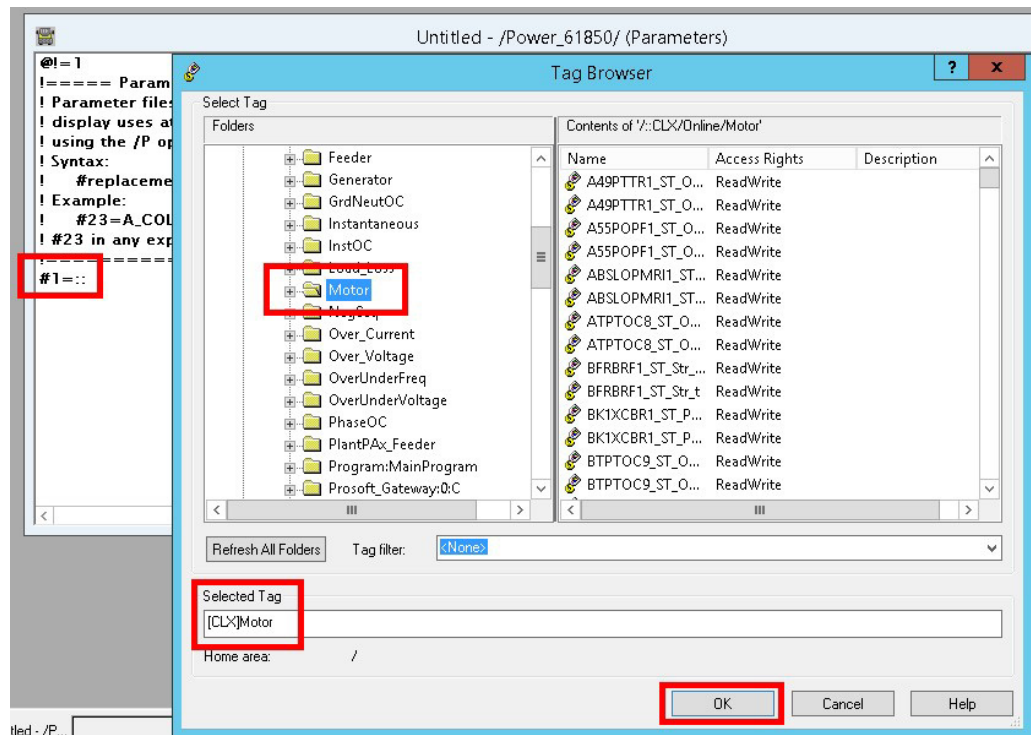 Untitled - /Power_61850/ (Parameters)
@!=1
!===== Param
! Parameter files
! display uses at
! using the /P op
! Syntax:
! #replaceme
! Example:
! #23=A_COL
! #23 in any exp
!===========
#1=::
Tag Browser
?
x
Select Tag
Folders
Feeder
Generator
GrdNeutOC
Instantaneous
InstOC
Load_Loss
Motor
NegSeq
Over_Current
Over_Voltage
OverUnderFreq
OverUnderVoltage
PhaseOC
PlantPAx_Feeder
Program:MainProgram
Prosoft_Gateway:0:C
Contents of '/::CLX/Online/Motor'
Name Access Rights Description
A49PTTR1_ST_O... ReadWrite
A49PTTR1_ST_O... ReadWrite
A55POPF1_ST_O... ReadWrite
A55POPF1_ST_O... ReadWrite
ABSLOPMRI1_ST... ReadWrite
ABSLOPMRI1_ST... ReadWrite
ATPTOC8_ST_O... ReadWrite
ATPTOC8_ST_O... ReadWrite
BFRBRF1_ST_Str_... ReadWrite
BFRBRF1_ST_Str_t ReadWrite
BK1XCBR1_ST_P... ReadWrite
BK1XCBR1_ST_P... ReadWrite
BTPTOC9_ST_O... ReadWrite
BTPTOC9_ST_O... ReadWrite
Refresh All Folders Tag filter: <None>
Selected Tag
[CLX]Motor
Home area: /
OK Cancel Help
tled - /P...